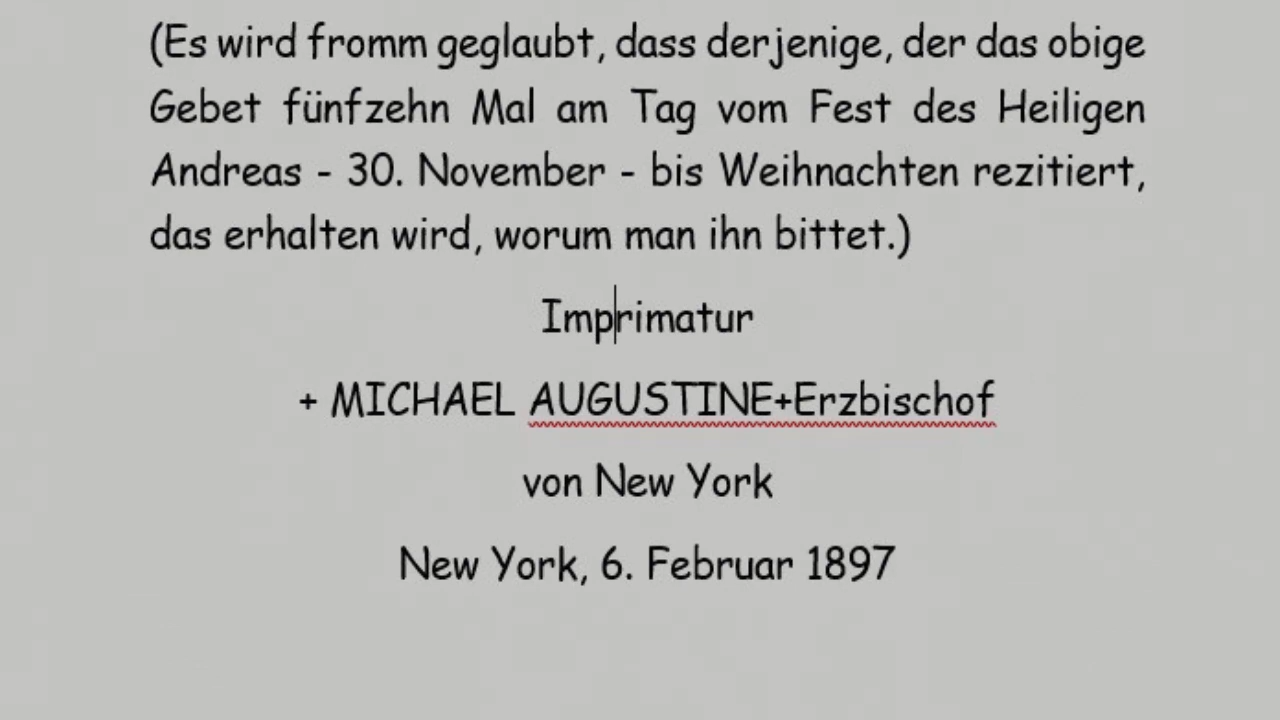 (Es wird fromm geglaubt, dass derjenige, der das obige
Gebet fünfzehn Mal am Tag vom Fest des Heiligen
Andreas - 30. November - bis Weihnachten rezitiert,
das erhalten wird, worum man ihn bittet.)
Imprimatur
+ MICHAEL AUGUSTINE+Erzbischof
von New York
New York, 6. Februar 1897